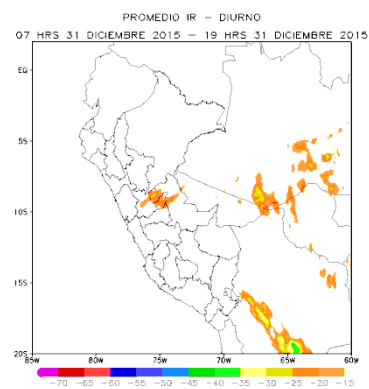 PROMEDIO IR - DIURNO
07 HRS 31 DICIEMBRE 2015 - 19 HRS 31 DICIEMBRE 2015
EQ
5S
10S
15S
20S
85W 80W 75W 70W 65W 60W
-70 -65 -60 -55 -50 -45 -40 -35 -30 -25 -20 -15